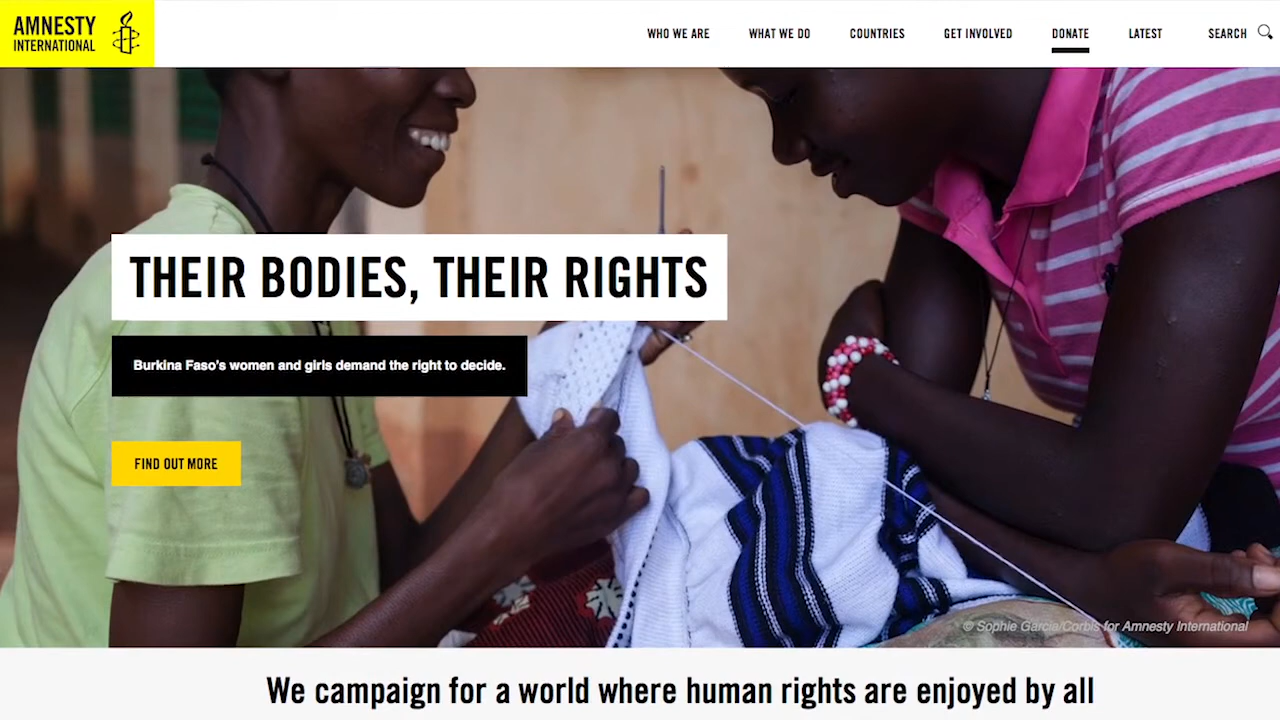 AMNESTY
INTERNATIONAL
WHO WE ARE WHAT WE DO COUNTRIES GET INVOLVED DONATE LATEST SEARCH
THEIR BODIES, THEIR RIGHTS
Burkina Faso's women and girls demand the right to decide.
FIND OUT MORE
© Sophie Garcia/Corbis for Amnesty International
We campaign for a world where human rights are enjoyed by all